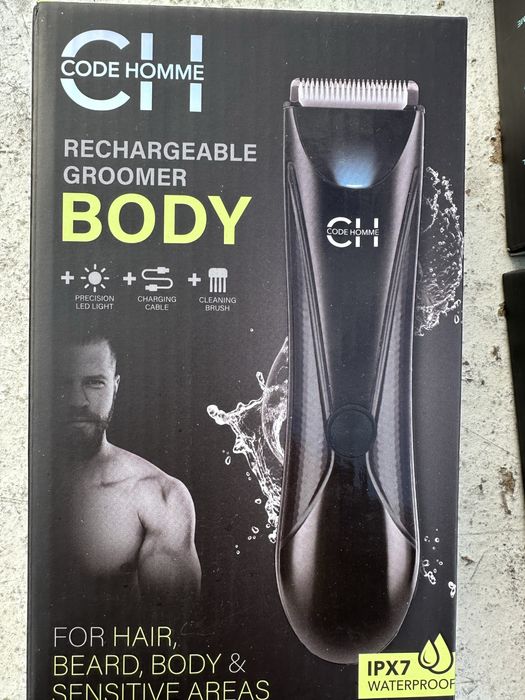 CH
CODE HOMME
RECHARGEABLE
GROOMER
BODY
+ PRECISION
LED LIGHT
+ CHARGING
CABLE
+ CLEANING
BRUSH
CH
CODE HOMME
FOR HAIR,
BEARD, BODY &
SENSITIVE AREAS
IPX7
WATERPROOF